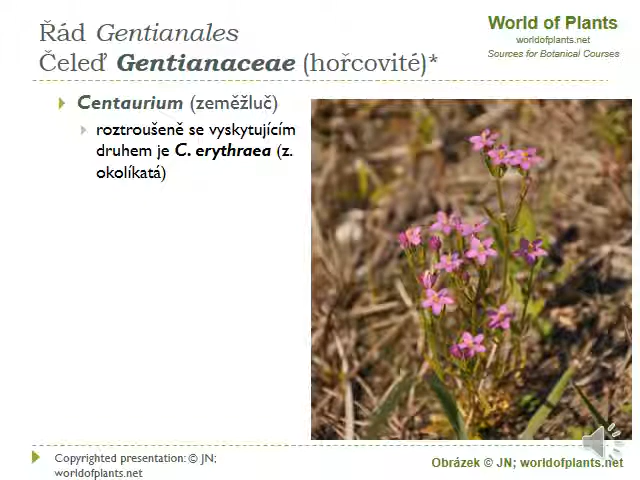 Řád Gentianales
Čeleď Gentianaceae (hořcovité)*
World of Plants
worldofplants.net
Sources for Botanical Courses
Centaurium (zeměžluč)
roztroušeně se vyskytujícím
druhem je C. erythraea (z.
okolíkatá)
Copyrighted presentation: © JN;
worldofplants.net
Obrázek © JN; worldofplants.net